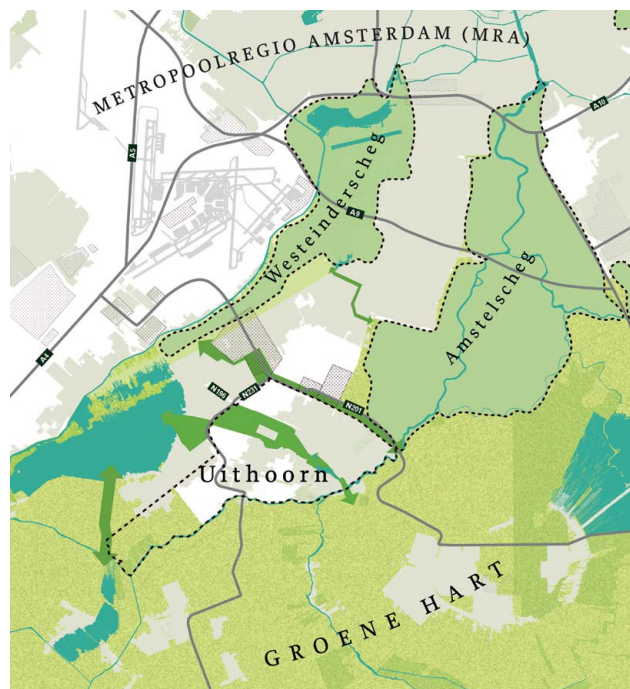 METROPOOLREGIO AMSTERDAM (MRA)
A10
A5
Westeinderscheg
A9
Amstelscheg
A4
N196
N231
N201
Uithoorn
GROENE HART